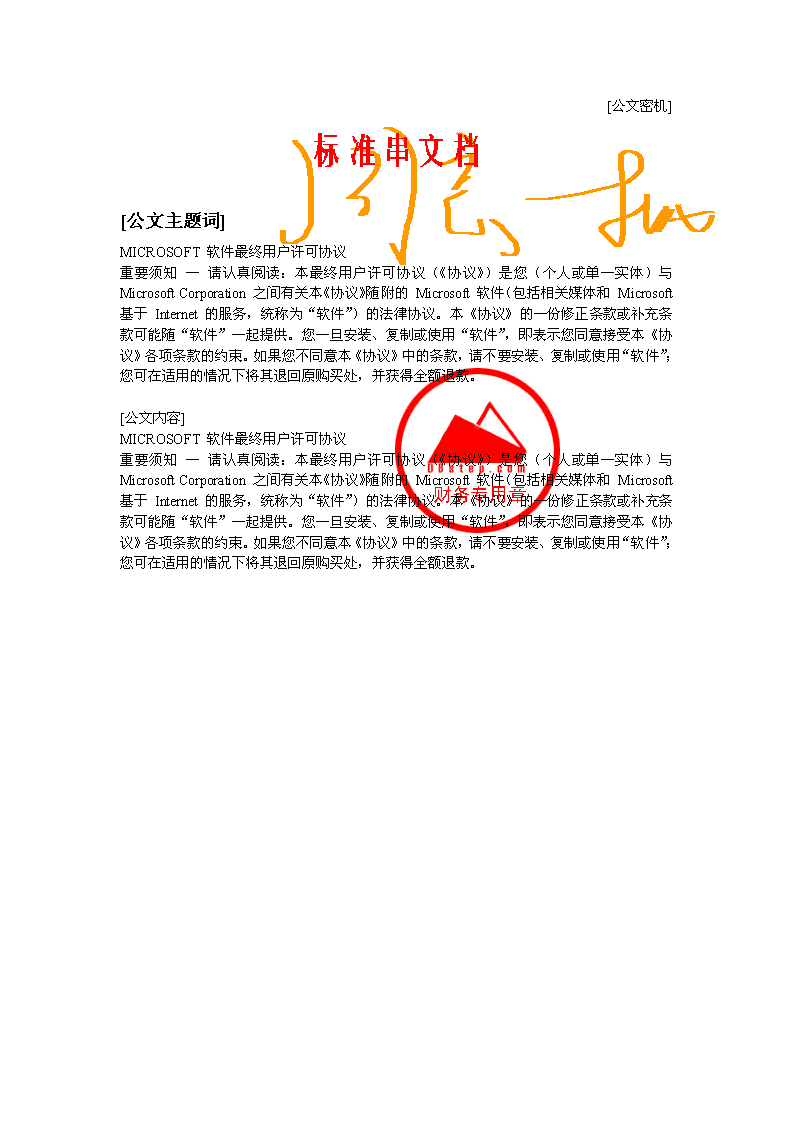 [公文密机]
标准串文档
[公文主题词]
MICROSOFT 软件最终用户许可协议
重要须知 — 请认真阅读：本最终用户许可协议（《协议》）是您（个人或单一实体）与
Microsoft Corporation 之间有关本《协议》随附的 Microsoft 软件（包括相关媒体和 Microsoft
基于 Internet 的服务，统称为“软件”）的法律协议。本《协议》的一份修正条款或补充条
款可能随“软件”一起提供。您一旦安装、复制或使用“软件”，即表示您同意接受本《协
议》各项条款的约束。如果您不同意本《协议》中的条款，请不要安装、复制或使用“软件”；
您可在适用的情况下将其退回原购买处，并获得全额退款。
[公文内容]
MICROSOFT 软件最终用户许可协议
重要须知 — 请认真阅读：本最终用户许可协议（《协议》）是您（个人或单一实体）与
Microsoft Corporation 之间有关本《协议》随附的 Microsoft 软件（包括相关媒体和 Microsoft
基于 Internet 的服务，统称为“软件”）的法律协议。本《协议》的一份修正条款或补充条
款可能随“软件”一起提供。您一旦安装、复制或使用“软件”，即表示您同意接受本《协
议》各项条款的约束。如果您不同意本《协议》中的条款，请不要安装、复制或使用“软件”；
您可在适用的情况下将其退回原购买处，并获得全额退款。
财务专用章